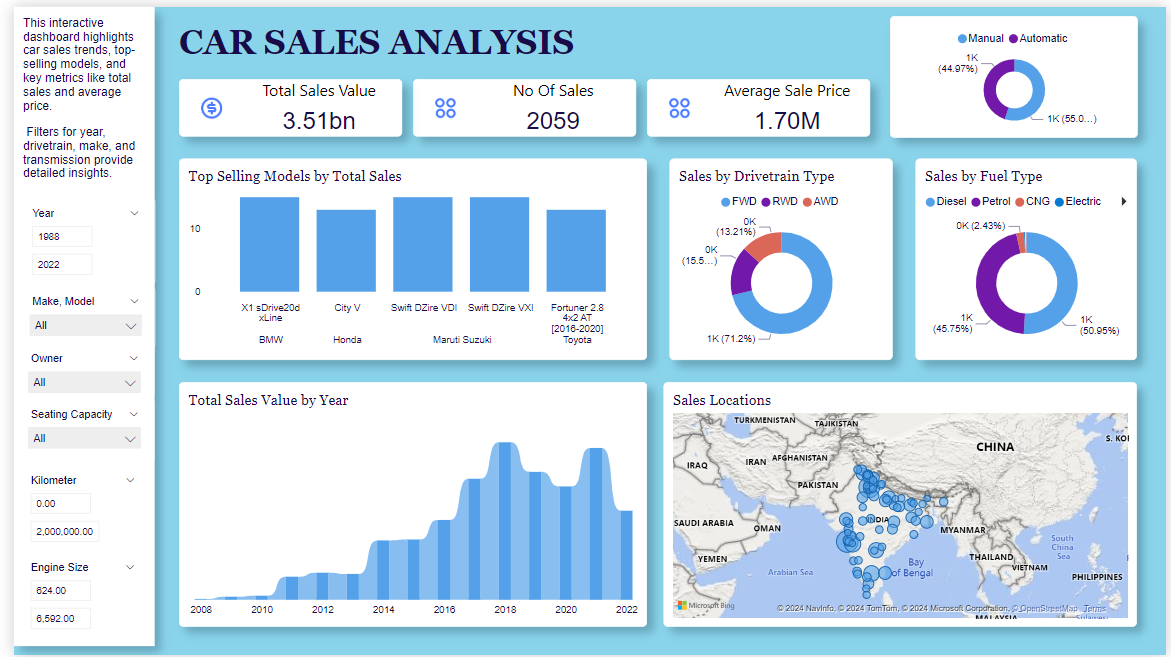 This interactive
dashboard highlights
car sales trends, top-
selling models, and
key metrics like total
sales and average
price.
Filters for year,
drivetrain, make, and
transmission provide
detailed insights.
Year
1988
2022
Make, Model
All
Owner
All
Seating Capacity
All
Kilometer
0.00
2,000,000.00
Engine Size
624.00
6,592.00
CAR SALES ANALYSIS
Total Sales Value
3.51bn
No Of Sales
2059
Average Sale Price
1.70M
Manual Automatic
1K
(44.97%)
1K (55.0...)
Top Selling Models by Total Sales
10
0
X1 sDrive20d
xLine
City V
Swift DZire VDI
Swift DZire VXI
Fortuner 2.8
4x2 AT
[2016-2020]
BMW
Honda
Maruti Suzuki
Toyota
Sales by Drivetrain Type
FWD RWD AWD
0K
(13.21%)
0K
(15.5...)
1K (71.2%)
Sales by Fuel Type
Diesel Petrol CNG Electric
0K (2.43%)
1K
(45.75%)
1K
(50.95%)
Total Sales Value by Year
2008 2010 2012 2014 2016 2018 2020 2022
Sales Locations
TURKMENISTAN
TAJIKISTAN
CHINA
S. KO
IRAQ
IRAN
AFGHANISTAN
PAKISTAN
SAUDI ARABIA
OMAN
INDIA
MYANMAR
YEMEN
THAILAND
VIETNAM
South
China
Sea
Bay
of Bengal
Arabian Sea
PHILIPPINES
Microsoft Bing
© 2024 NavInfo, © 2024 TomTom, © 2024 Microsoft Corporation, © OpenStreetMap Terms
MALAYSIA